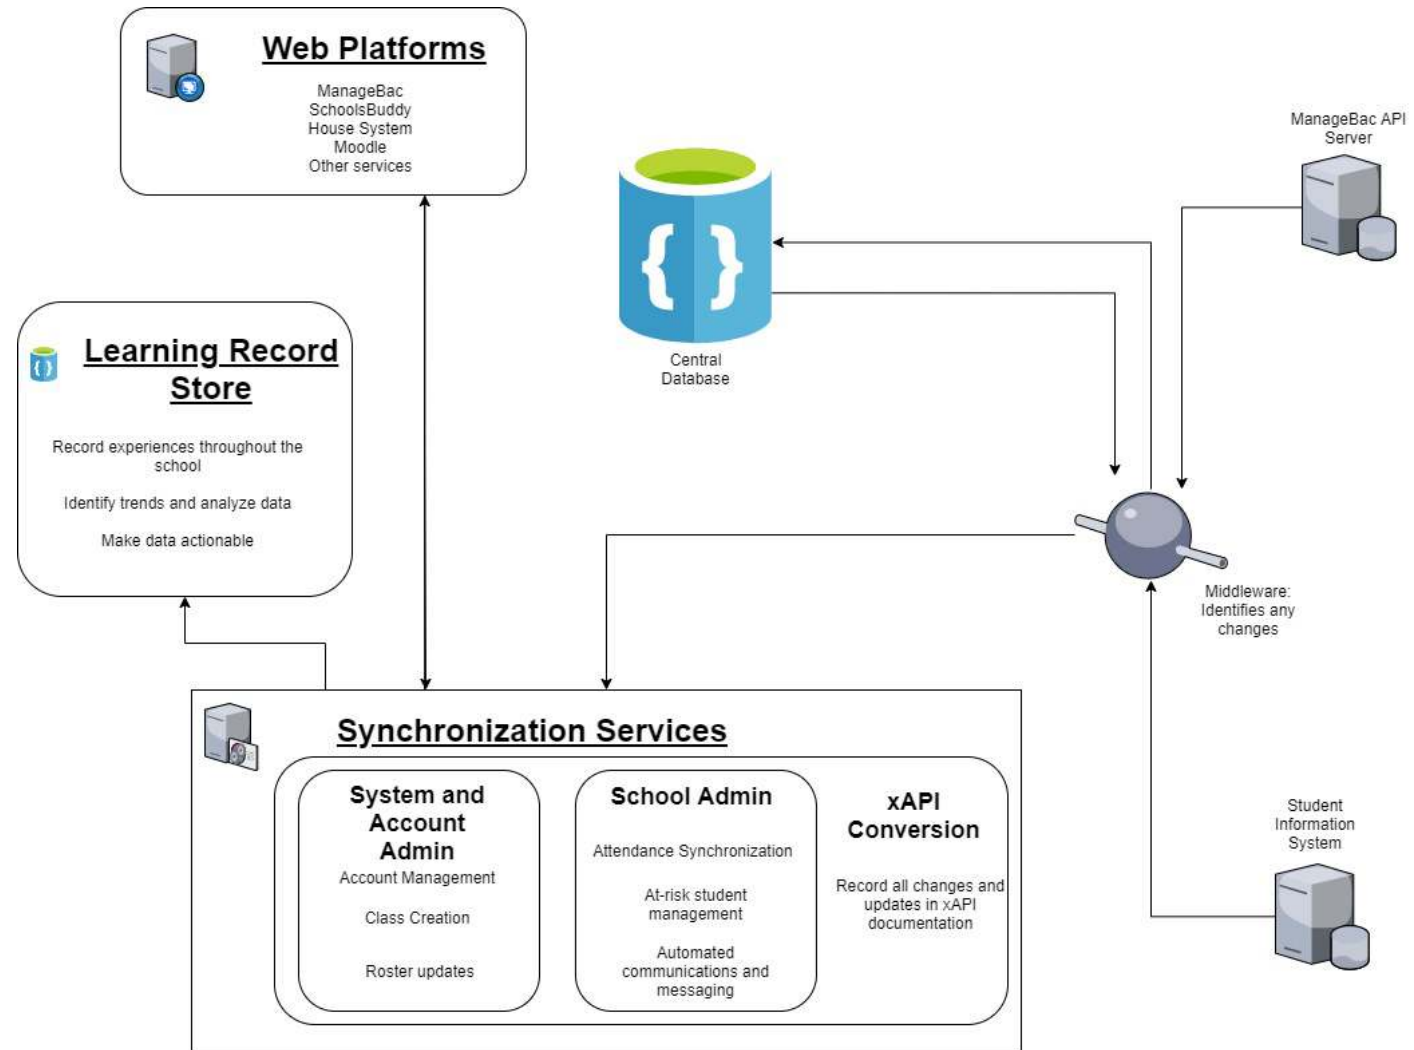 Web Platforms
ManageBac
SchoolsBuddy
House System
Moodle
Other services
ManageBac API
Server
{ }
Central
Database
{ }
Learning Record
Store
Record experiences throughout the
school
Identify trends and analyze data
Make data actionable
Middleware:
Identifies any
changes
Synchronization Services
System and
Account
Admin
Account Management
Class Creation
Roster updates
School Admin
Attendance Synchronization
At-risk student
management
Automated
communications and
messaging
xAPI
Conversion
Record all changes and
updates in xAPI
documentation
Student
Information
System